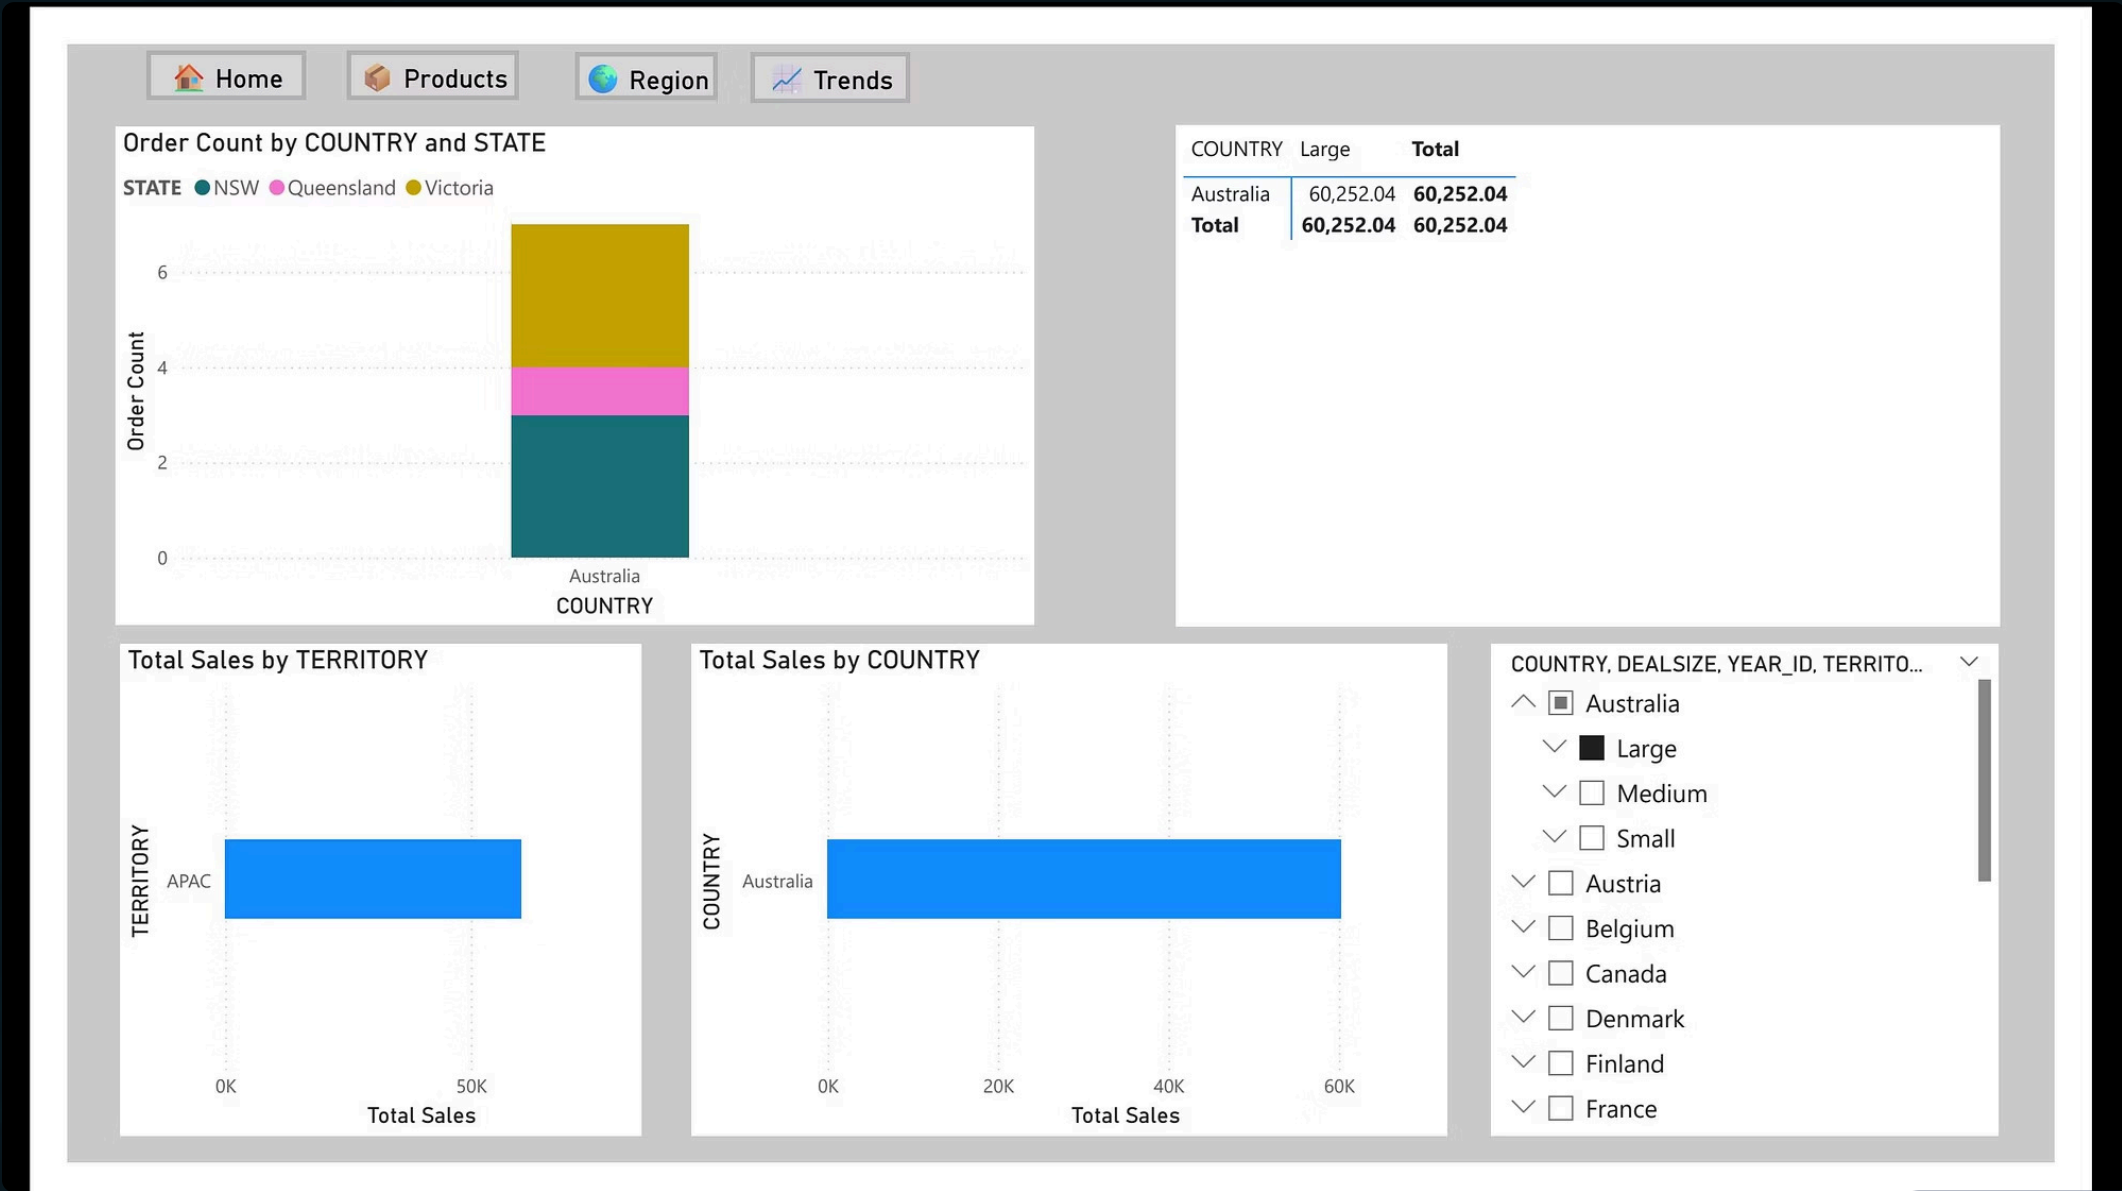 Home Products Region Trends
Order Count by COUNTRY and STATE
STATE NSW Queensland Victoria
6
4
2
0
Order Count
Australia
COUNTRY
COUNTRY Large Total
Australia 60,252.04 60,252.04
Total 60,252.04 60,252.04
Total Sales by TERRITORY
TERRITORY
APAC
0K 50K
Total Sales
Total Sales by COUNTRY
COUNTRY
Australia
0K 20K 40K 60K
Total Sales
COUNTRY, DEALSIZE, YEAR_ID, TERRITO...
Australia
Large
Medium
Small
Austria
Belgium
Canada
Denmark
Finland
France